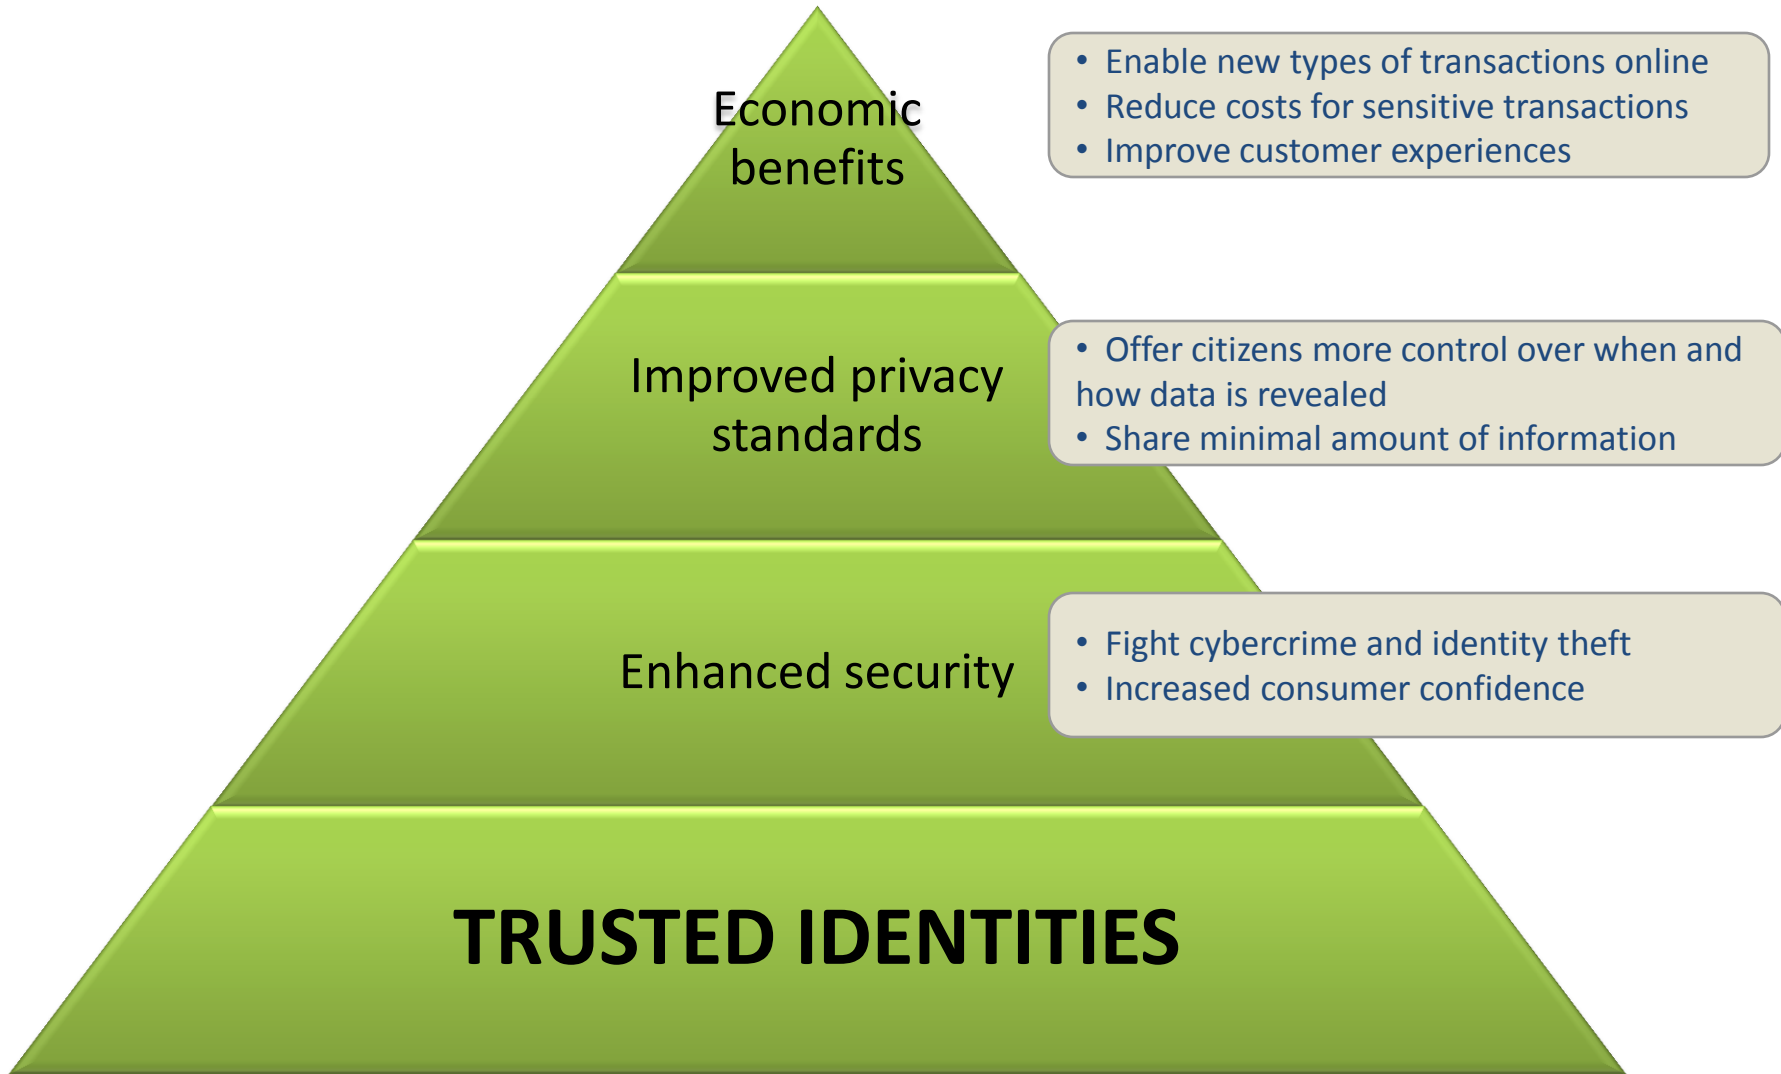 Economic
benefits
• Enable new types of transactions online
• Reduce costs for sensitive transactions
• Improve customer experiences
Improved privacy
standards
• Offer citizens more control over when and
how data is revealed
• Share minimal amount of information
Enhanced security
• Fight cybercrime and identity theft
• Increased consumer confidence
TRUSTED IDENTITIES